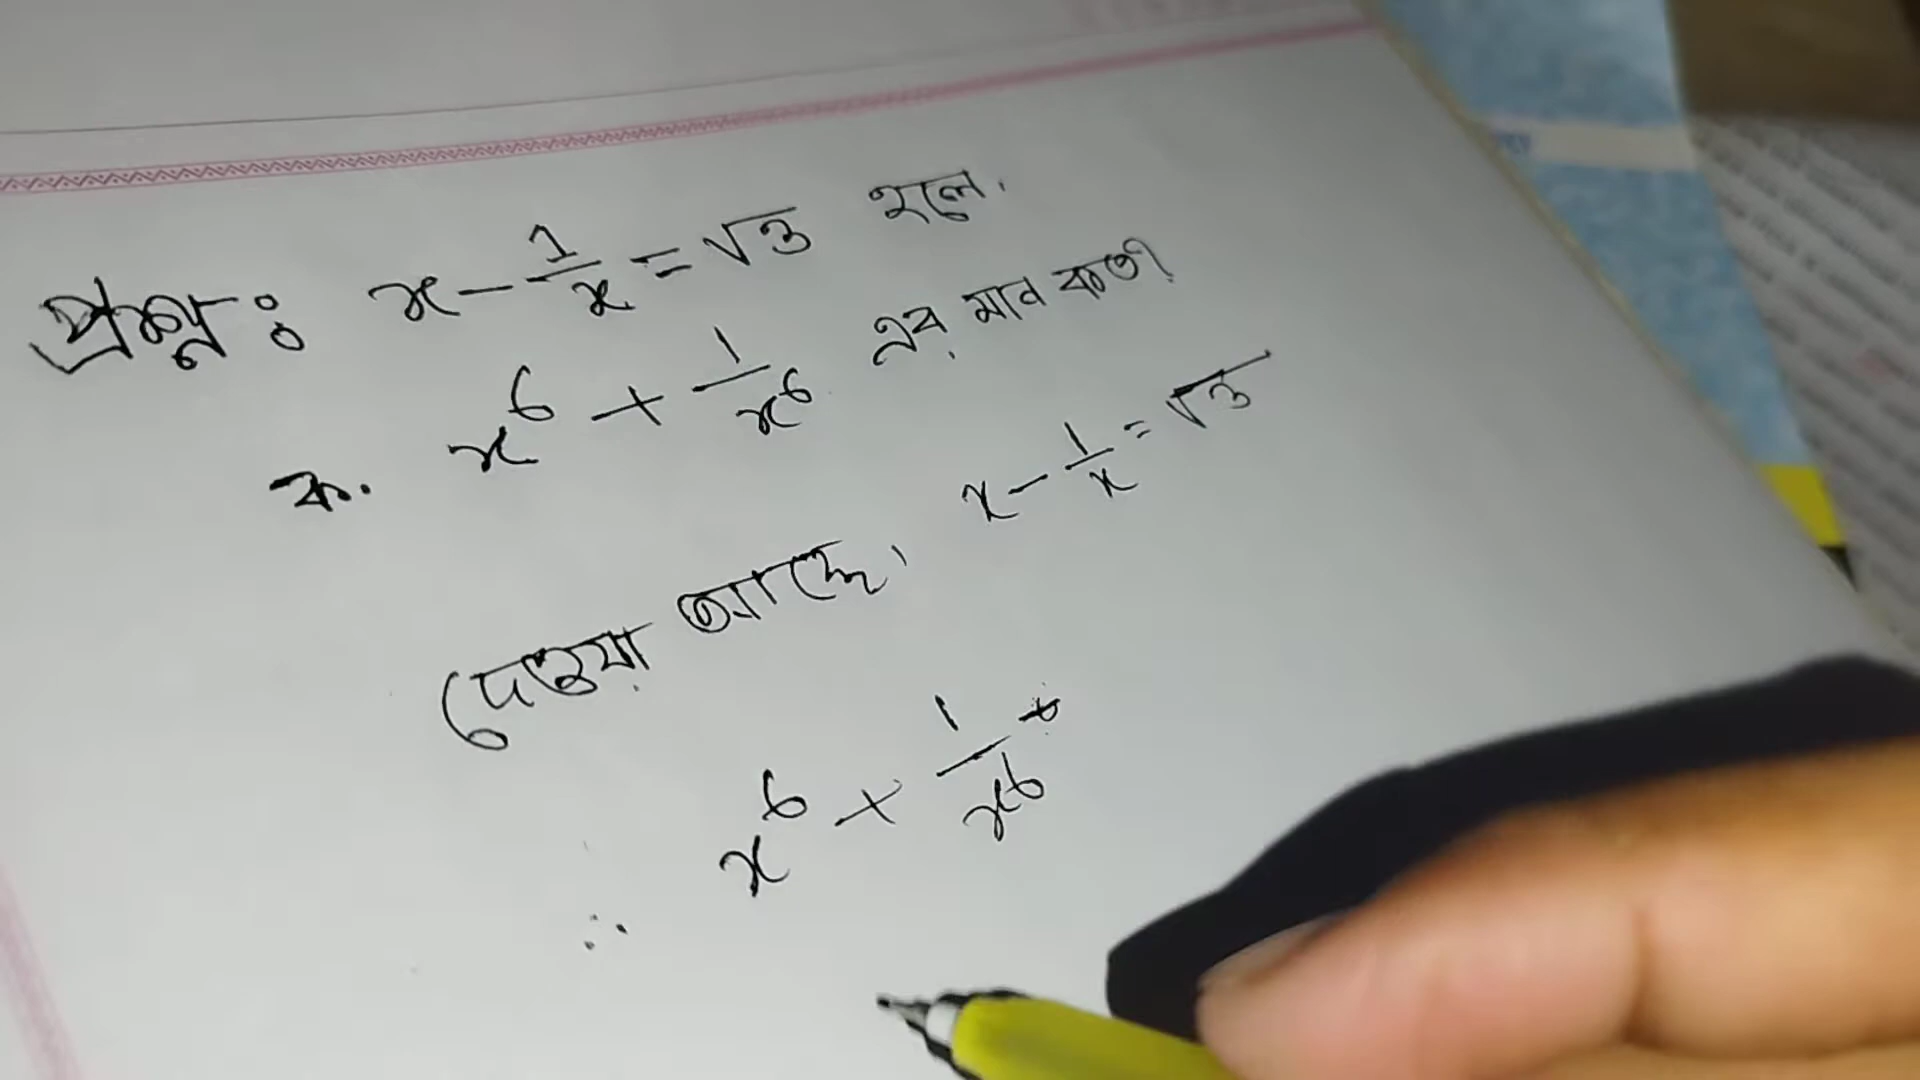 প্রশ্ন : x - 1/x = √3 হলে,
ক. x^6 + 1/x^6 এর মান কত?
দেওয়া আছে, x - 1/x = √3
∴ x^6 + 1/x^6